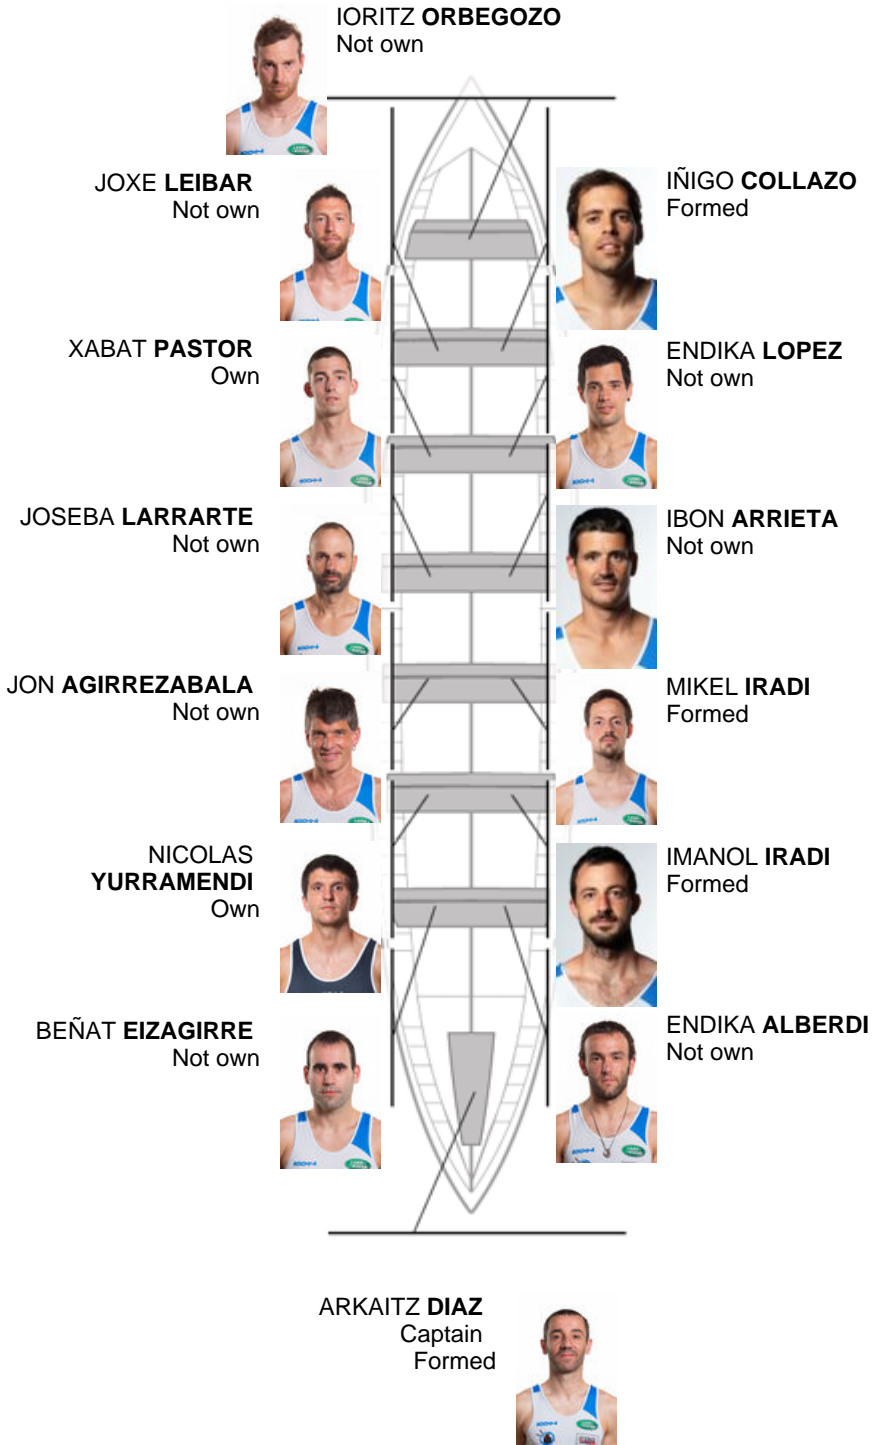 IORITZ ORBEGOZO
Not own
JOXE LEIBAR
Not own
IÑIGO COLLAZO
Formed
XABAT PASTOR
Own
ENDIKA LOPEZ
Not own
JOSEBA LARRARTE
Not own
IBON ARRIETA
Not own
JON AGIRREZABALA
Not own
MIKEL IRADI
Formed
NICOLAS
YURRAMENDI
Own
IMANOL IRADI
Formed
BEÑAT EIZAGIRRE
Not own
ENDIKA ALBERDI
Not own
ARKAITZ DIAZ
Captain
Formed